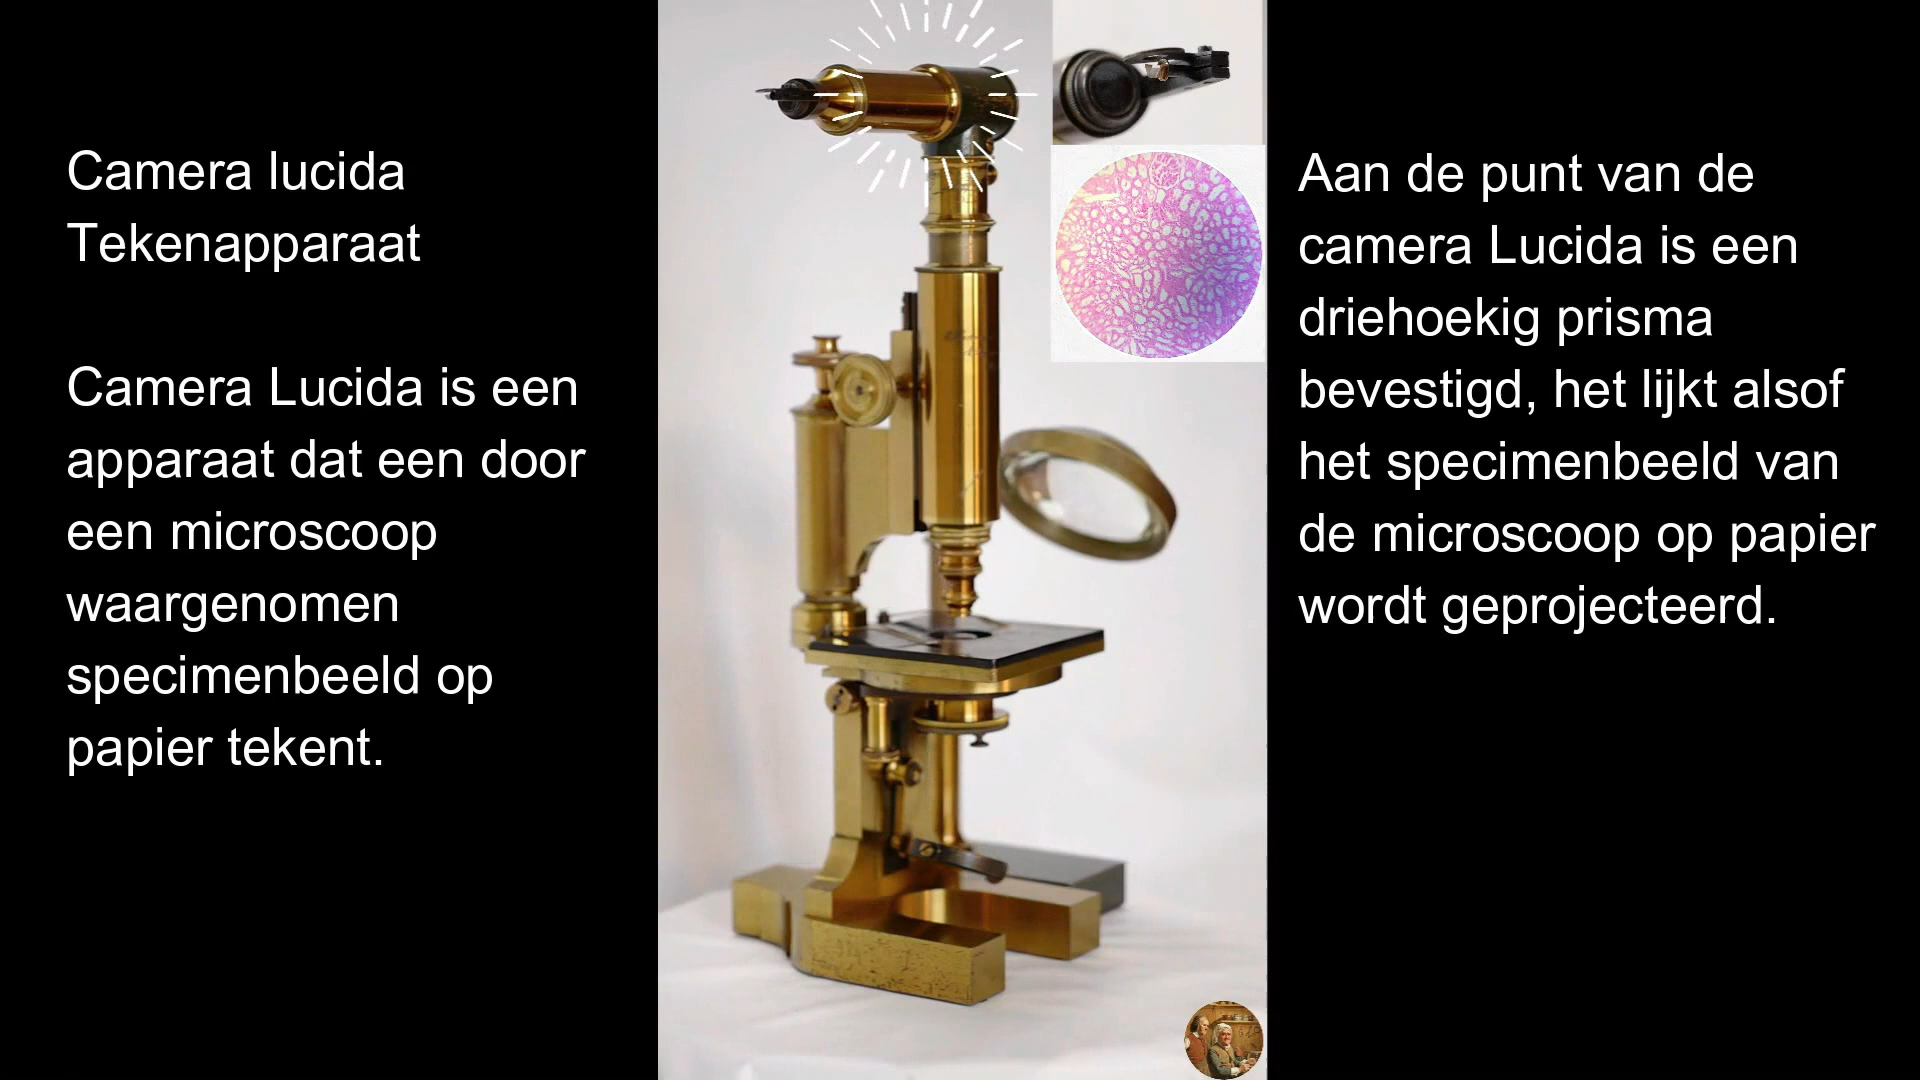 Camera lucida
Tekenapparaat
Camera Lucida is een
apparaat dat een door
een microscoop
waargenomen
specimenbeeld op
papier tekent.
Aan de punt van de
camera Lucida is een
driehoekig prisma
bevestigd, het lijkt alsof
het specimenbeeld van
de microscoop op papier
wordt geprojecteerd.